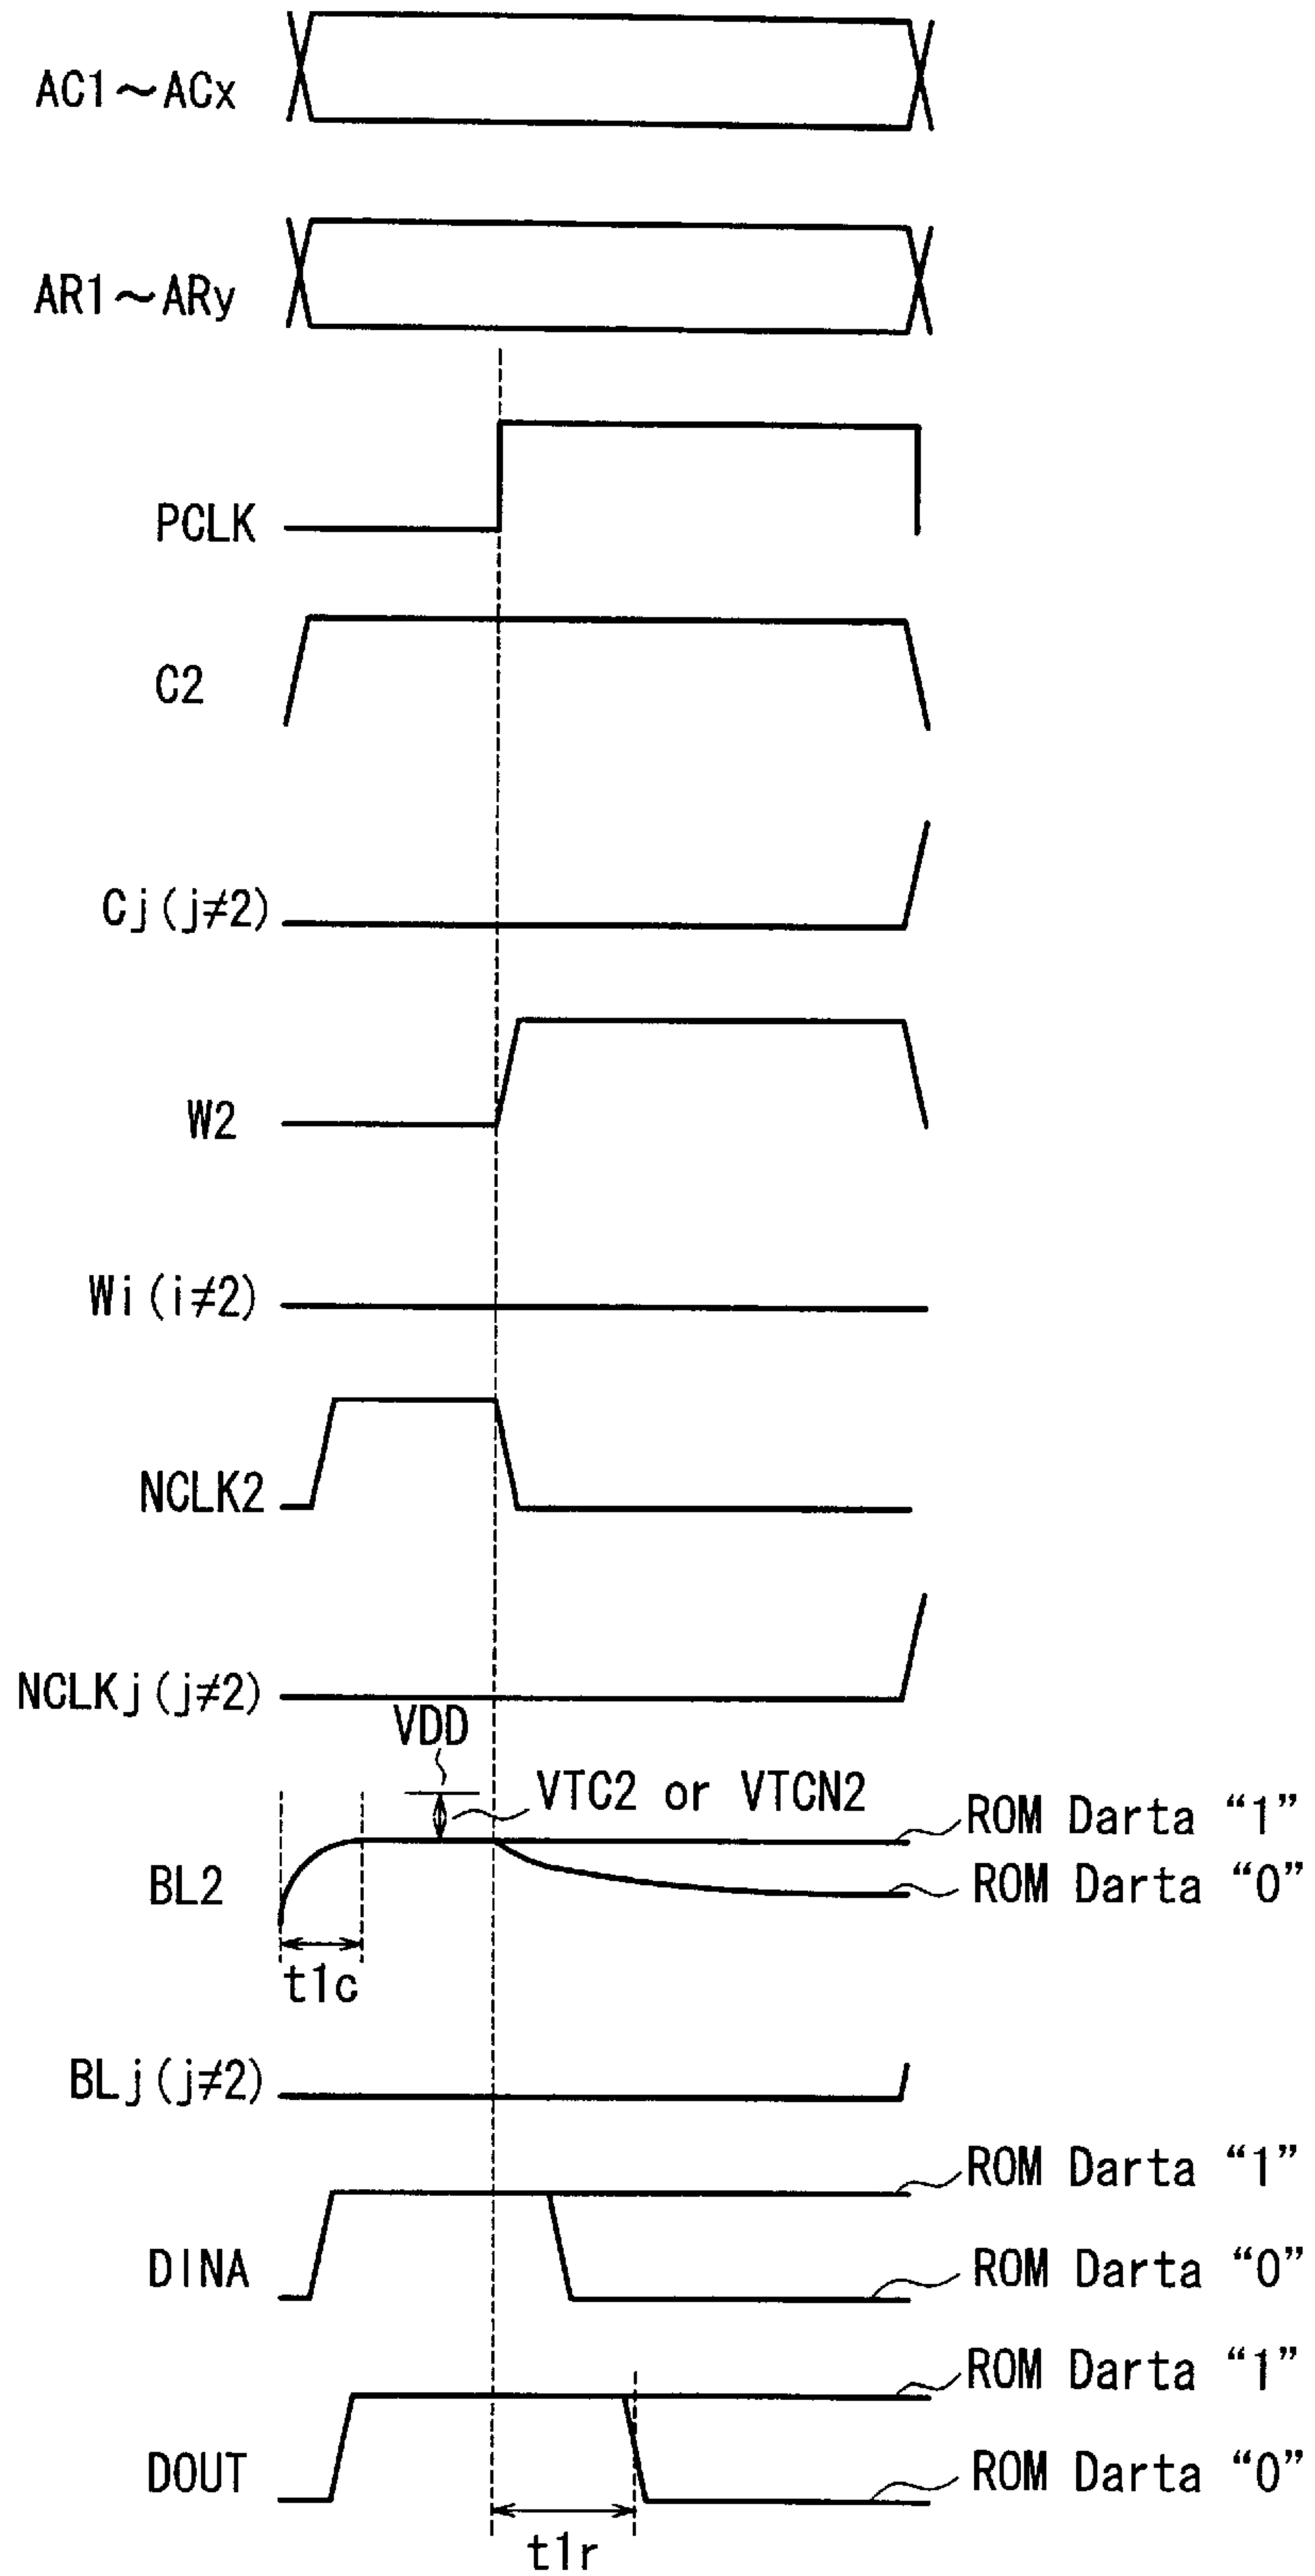 AC1～ACx
AR1～ARy
PCLK
C2
Cj(j≠2)
W2
Wi(i≠2)
NCLK2
NCLKj(j≠2)
VDD
VTC2 or VTCN2
ROM Darta “1”
BL2
ROM Darta “0”
t1c
BLj(j≠2)
ROM Darta “1”
DINA
ROM Darta “0”
ROM Darta “1”
DOUT
ROM Darta “0”
t1r